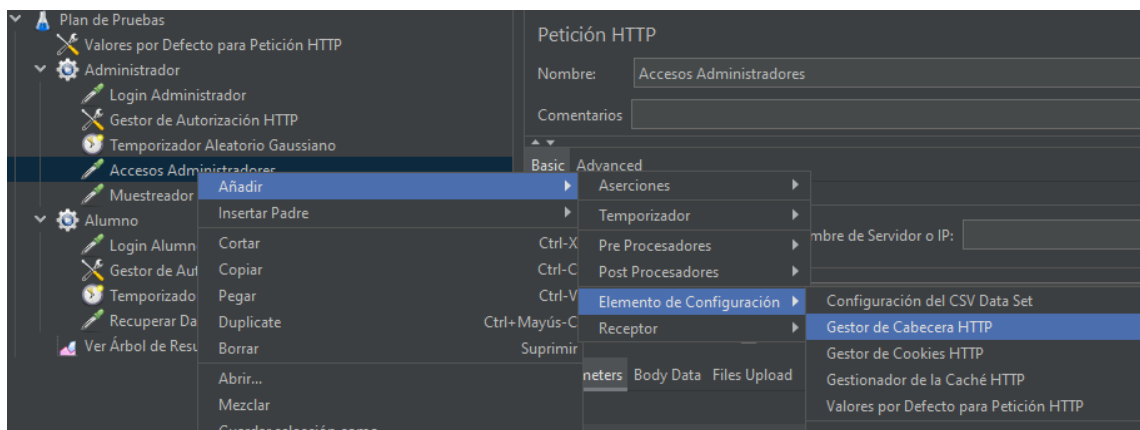 Plan de Pruebas
Valores por Defecto para Petición HTTP
Administrador
Login Administrador
Gestor de Autorización HTTP
Temporizador Aleatorio Gaussiano
Accesos Administradores
Muestreador
Alumno
Login Alumn
Gestor de Aut
Temporizado
Recuperar Da
Ver Árbol de Resu
Petición HTTP
Nombre: Accesos Administradores
Comentarios
Basic Advanced
mbre de Servidor o IP:
meters Body Data Files Upload
Añadir
Insertar Padre
Cortar Ctrl-X
Copiar Ctrl-C
Pegar Ctrl-V
Duplicate Ctrl+Mayús-C
Borrar Suprimir
Abrir...
Mezclar
Guardar selección como
Aserciones
Temporizador
Pre Procesadores
Post Procesadores
Elemento de Configuración
Receptor
Configuración del CSV Data Set
Gestor de Cabecera HTTP
Gestor de Cookies HTTP
Gestionador de la Caché HTTP
Valores por Defecto para Petición HTTP